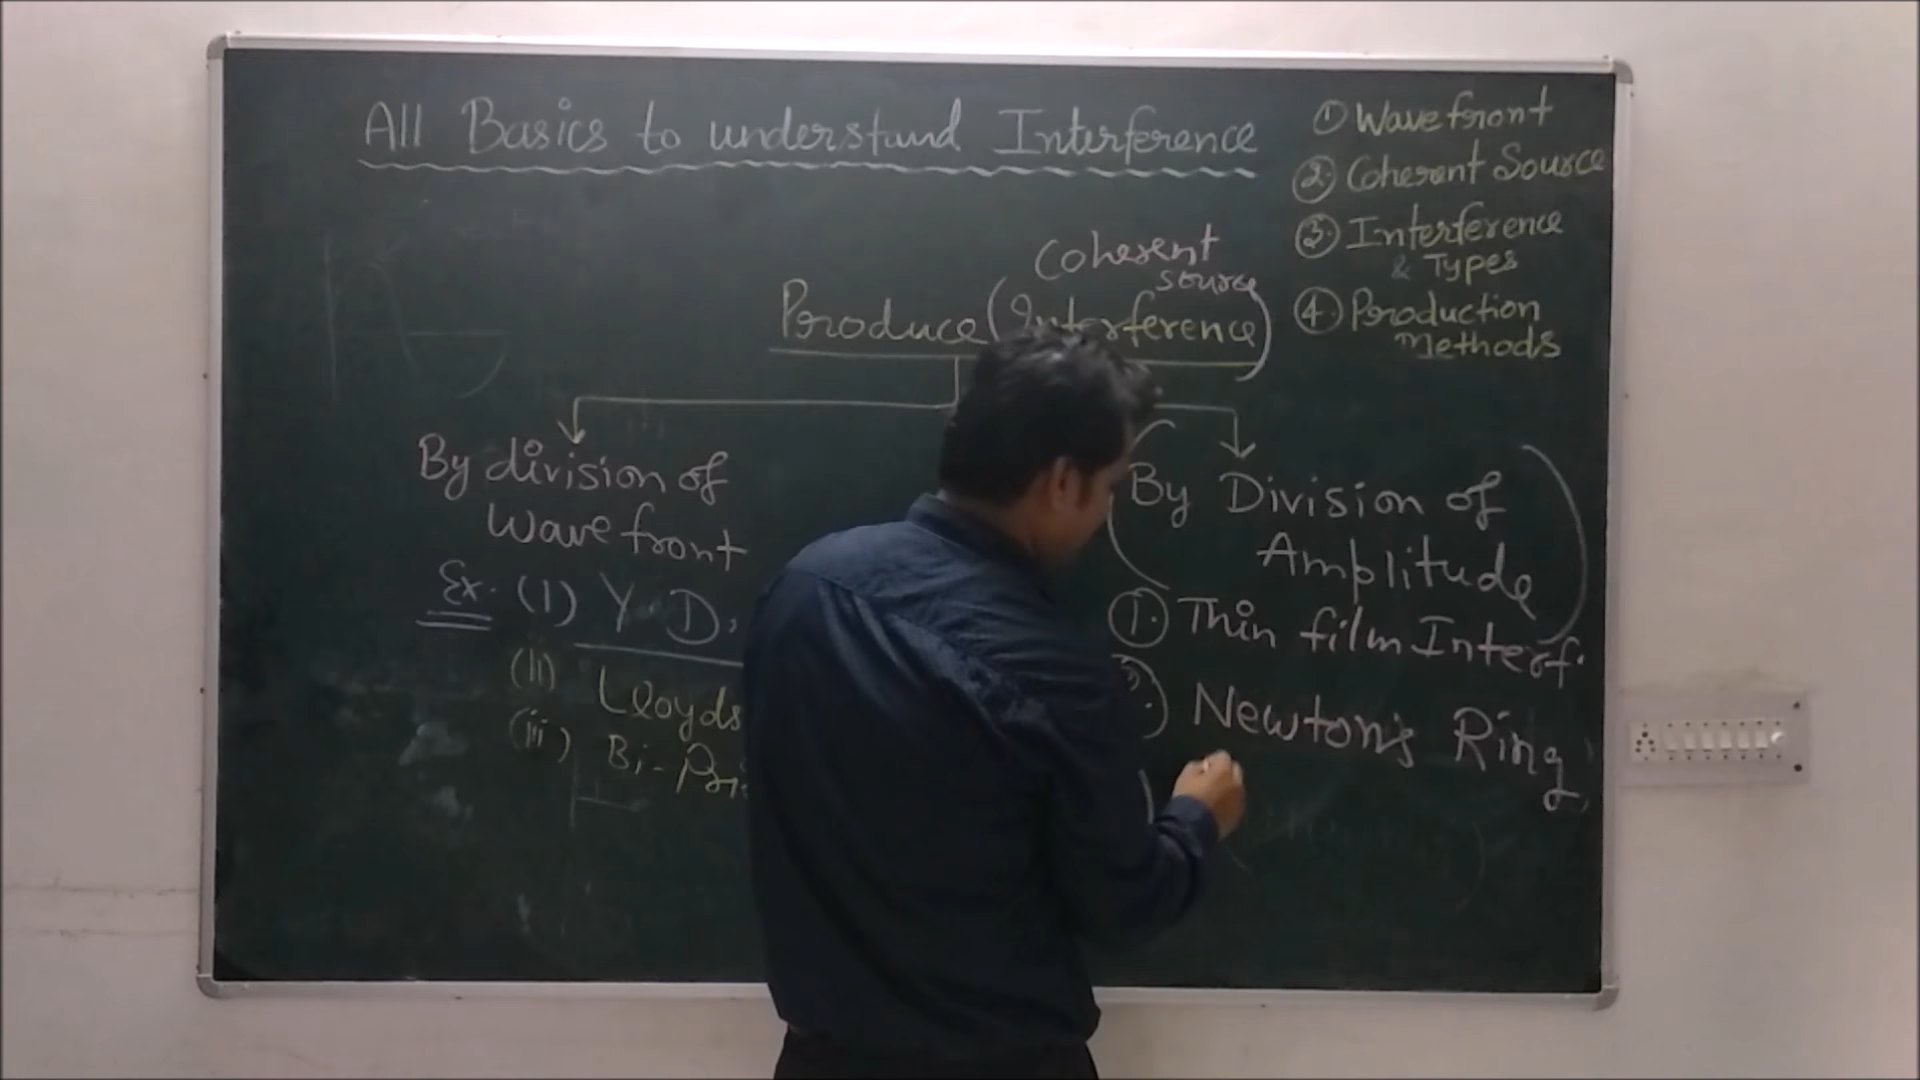 All Basics to understand Interference
① Wavefront
②. Coherent Source
③. Interference
& Types
④. Production
Methods
Coherent
source
Produce (Interference)
By division of
Wave front
Ex. (1) Y. D.
(ii) Lloyds
(iii) Bi-Pri
By Division of
Amplitude
①. Thin film Interf.
Newton's Ring